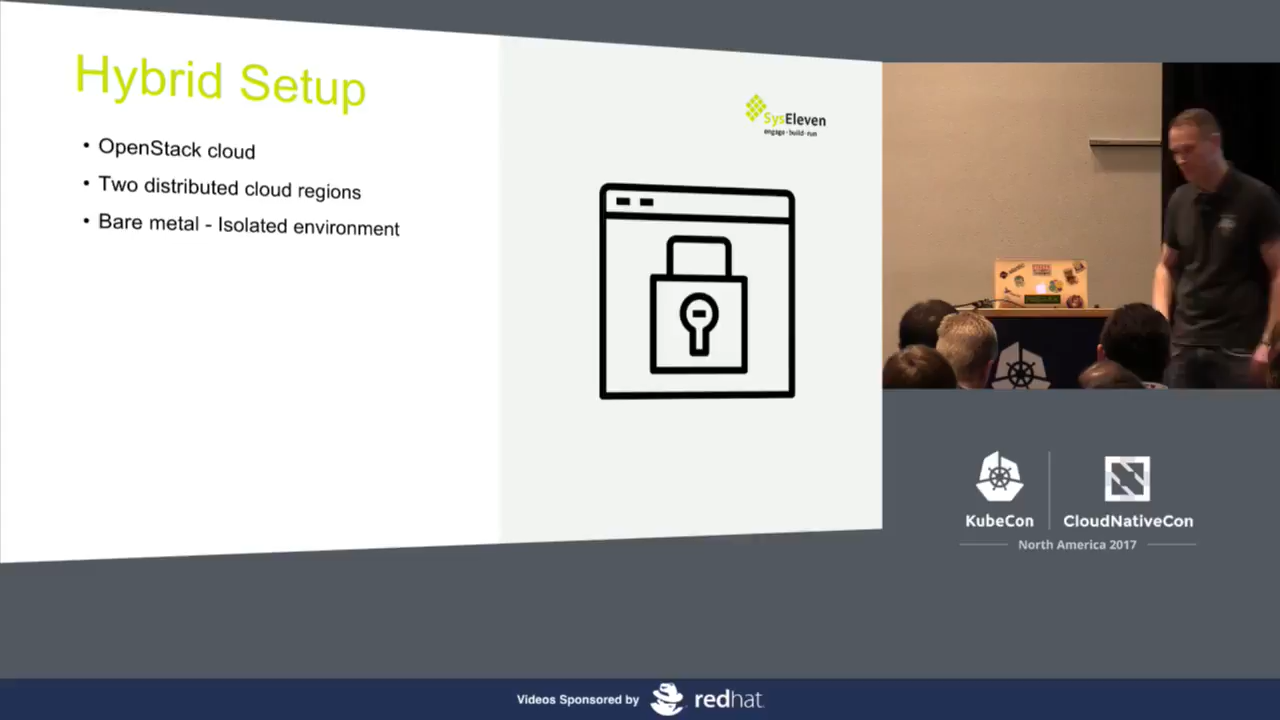 Hybrid Setup
• OpenStack cloud
• Two distributed cloud regions
• Bare metal - Isolated environment
SysEleven
engage·build·run
KubeCon
CloudNativeCon
North America 2017
Videos Sponsored by
redhat